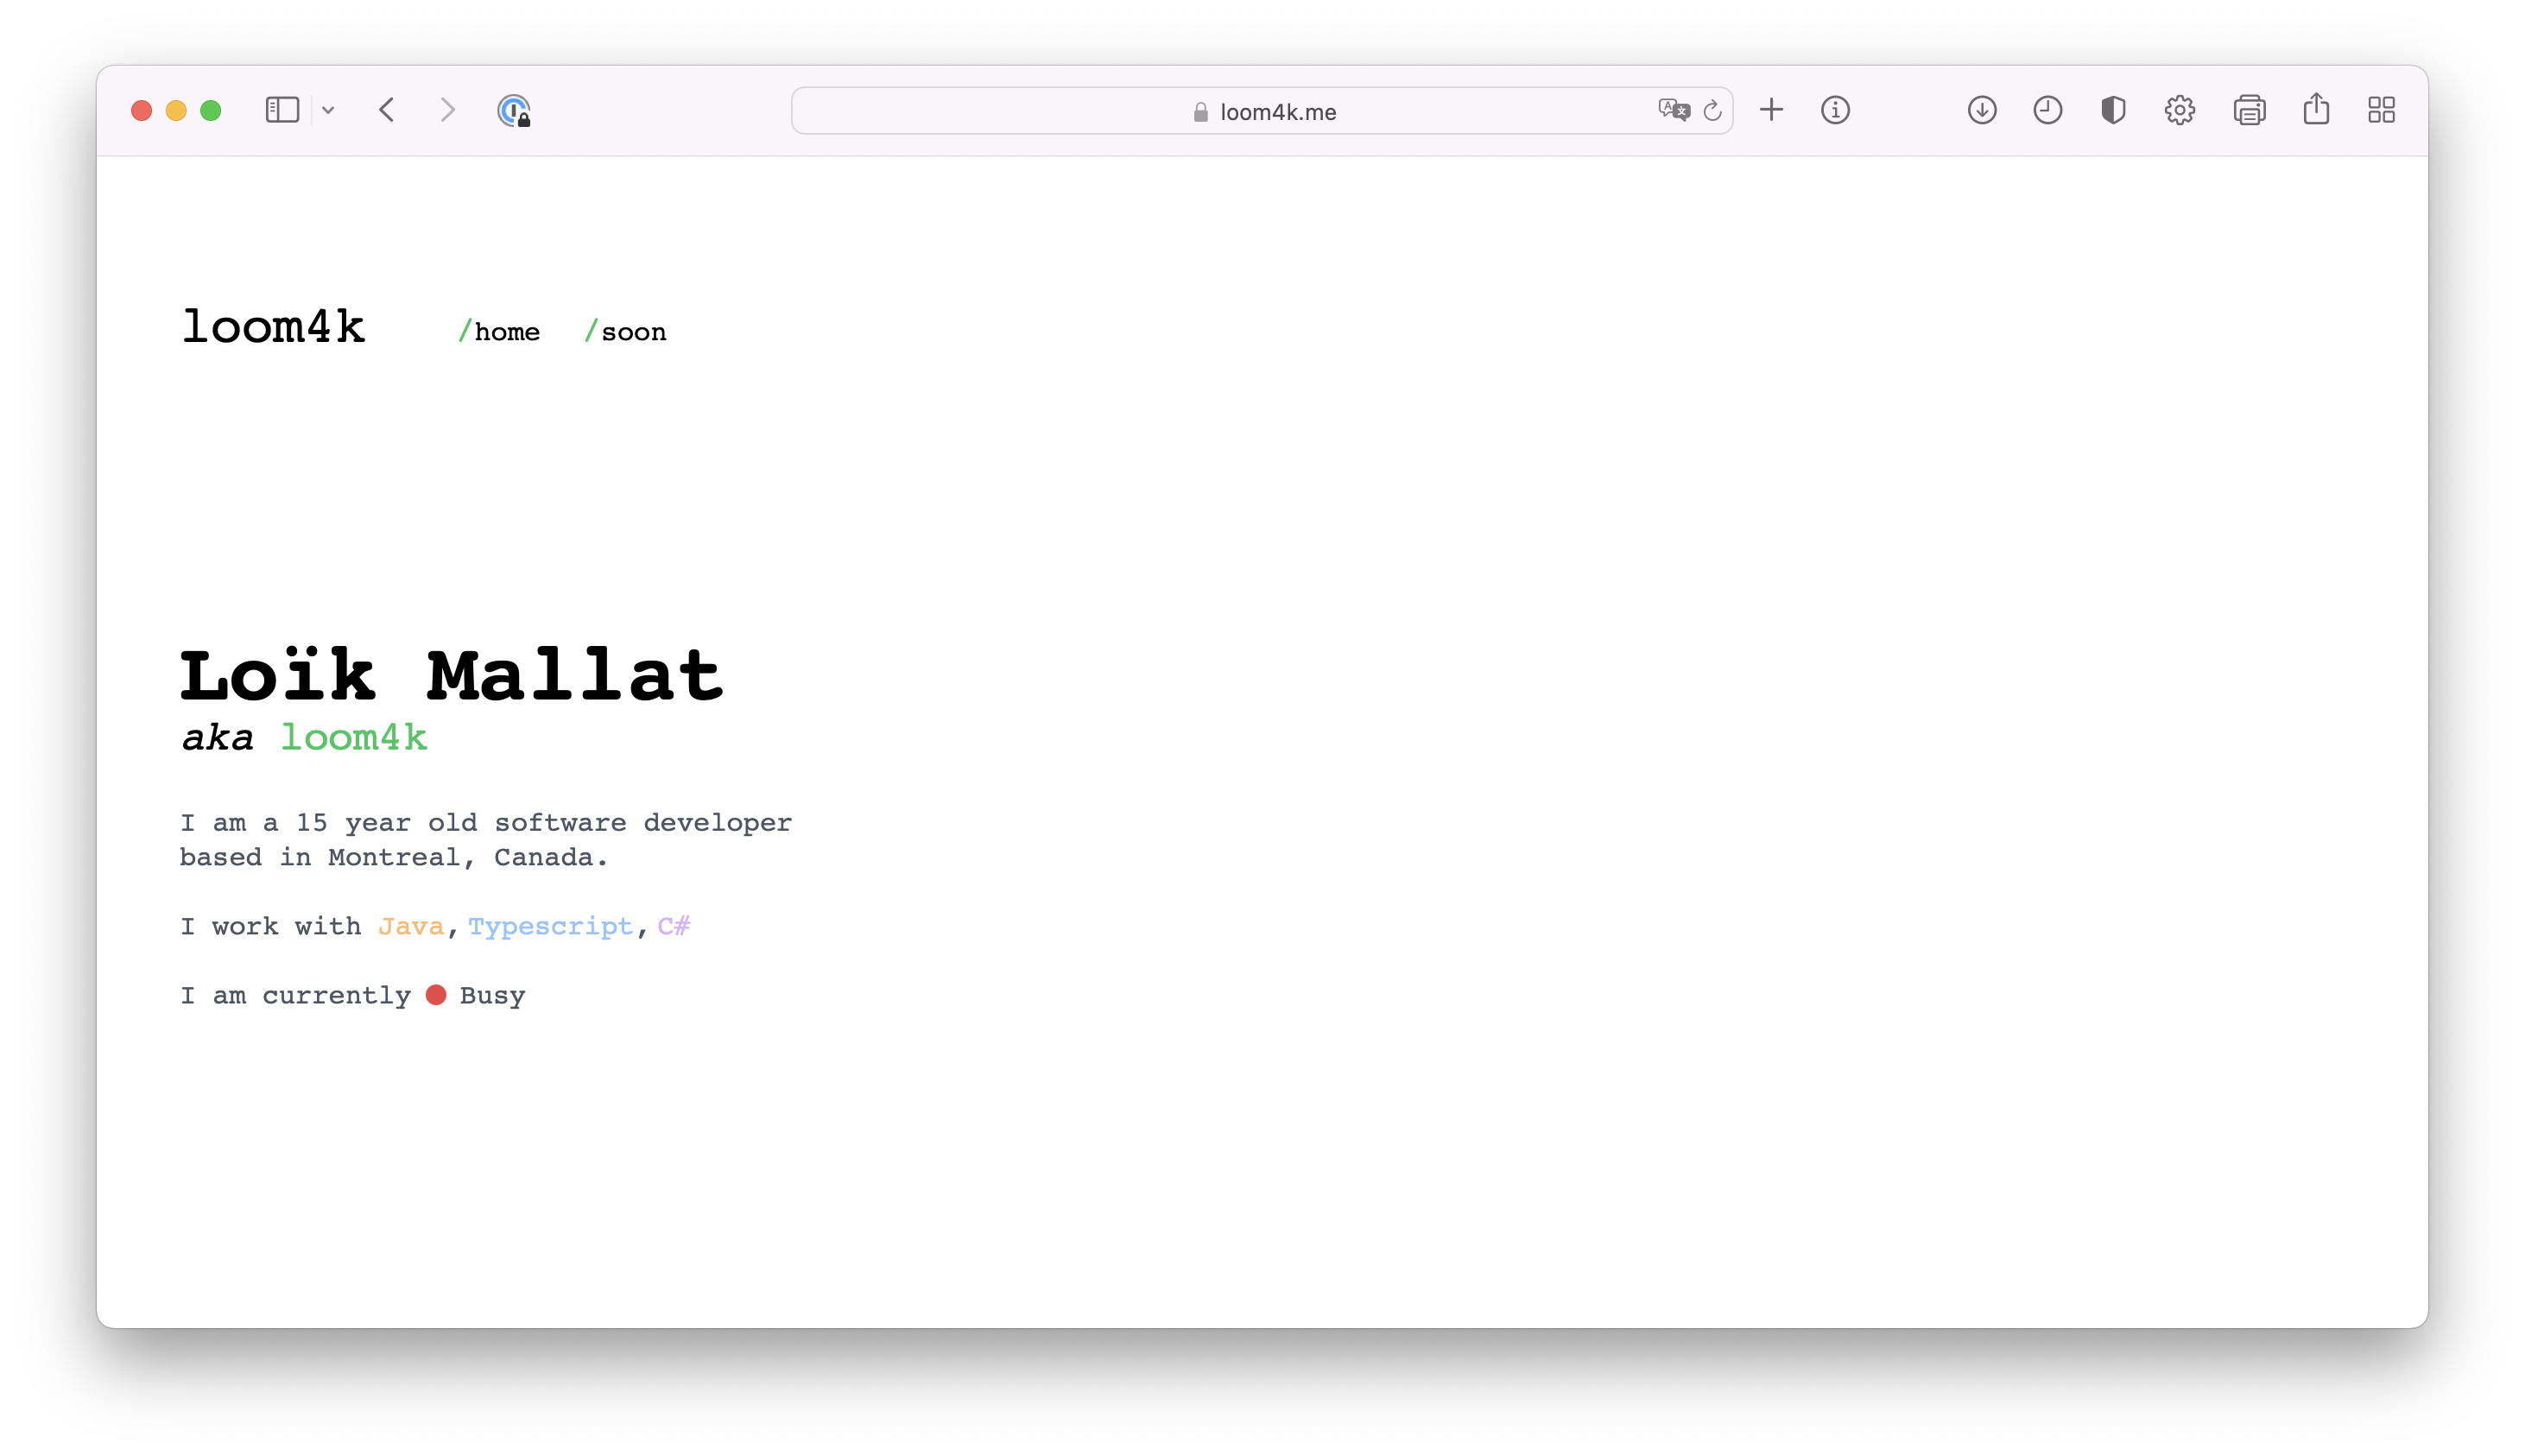 loom4k.me
loom4k /home /soon
Loïk Mallat
aka loom4k
I am a 15 year old software developer
based in Montreal, Canada.
I work with Java, Typescript, C#
I am currently Busy